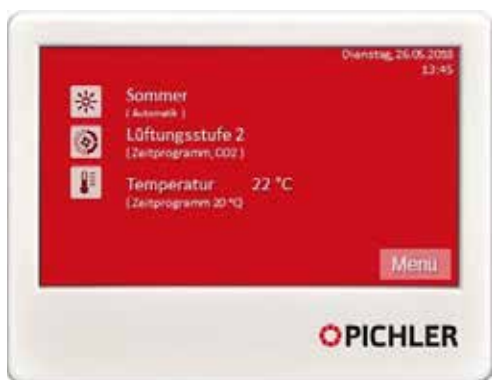 Dienstag, 26.05.2018
13:45
Sommer
( Automatik )
Lüftungsstufe 2
(Zeitprogramm, CO2 )
Temperatur 22 °C
(Zeitprogramm 20 °C)
Menü
PICHLER